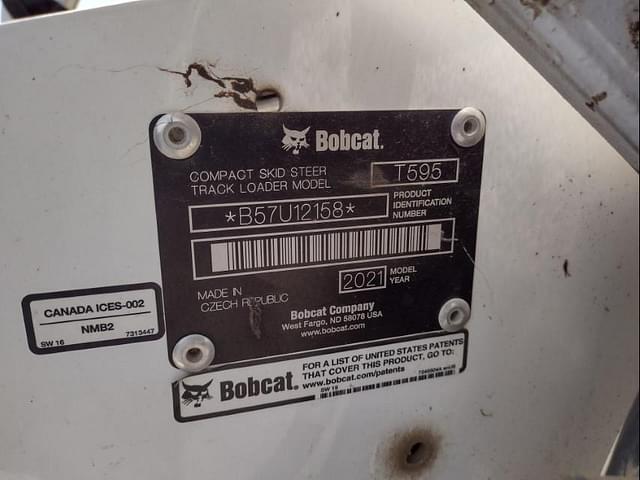 Bobcat.
COMPACT SKID STEER
TRACK LOADER MODEL
T595
*B57U12158*
PRODUCT
IDENTIFICATION
NUMBER
2021
MODEL
YEAR
MADE IN
CZECH REPUBLIC
Bobcat Company
West Fargo, ND 58078 USA
www.bobcat.com
CANADA ICES-002
NMB2
SW 16 7313447
Bobcat.
FOR A LIST OF UNITED STATES PATENTS
THAT COVER THIS PRODUCT, GO TO:
www.bobcat.com/patents
SW 16